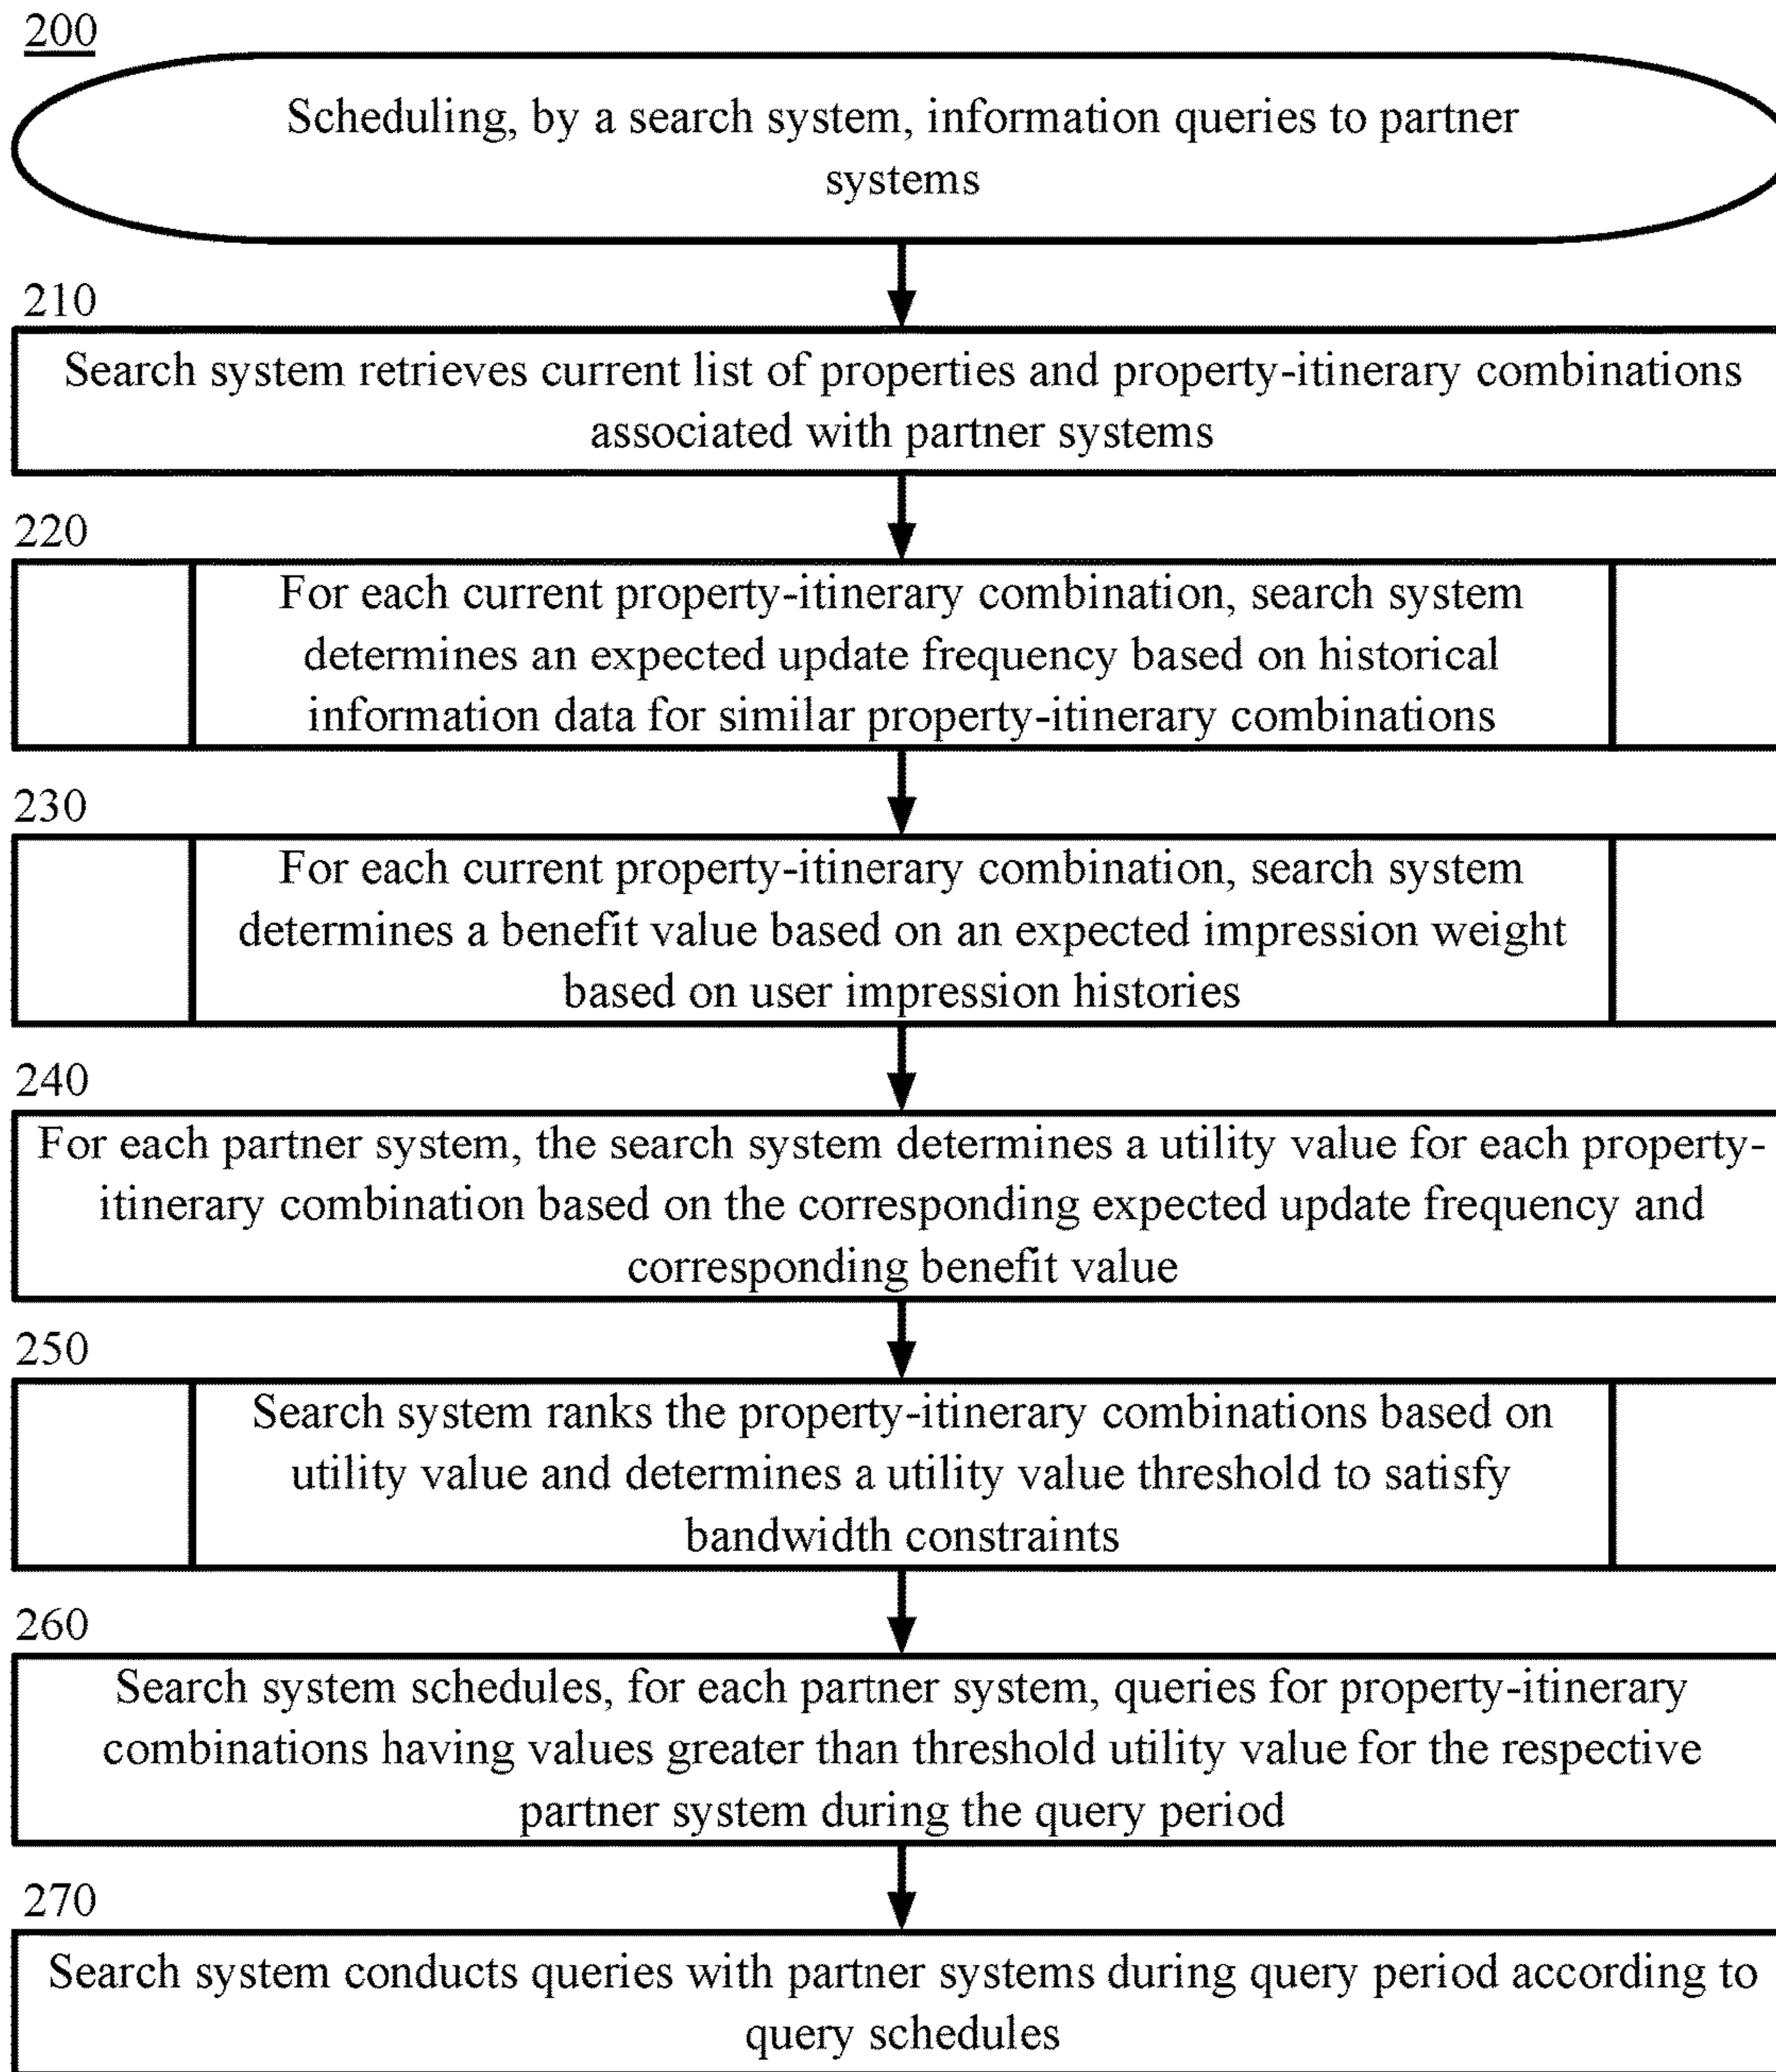 200
Scheduling, by a search system, information queries to partner
systems
210
Search system retrieves current list of properties and property-itinerary combinations
associated with partner systems
220
For each current property-itinerary combination, search system
determines an expected update frequency based on historical
information data for similar property-itinerary combinations
230
For each current property-itinerary combination, search system
determines a benefit value based on an expected impression weight
based on user impression histories
240
For each partner system, the search system determines a utility value for each property-
itinerary combination based on the corresponding expected update frequency and
corresponding benefit value
250
Search system ranks the property-itinerary combinations based on
utility value and determines a utility value threshold to satisfy
bandwidth constraints
260
Search system schedules, for each partner system, queries for property-itinerary
combinations having values greater than threshold utility value for the respective
partner system during the query period
270
Search system conducts queries with partner systems during query period according to
query schedules